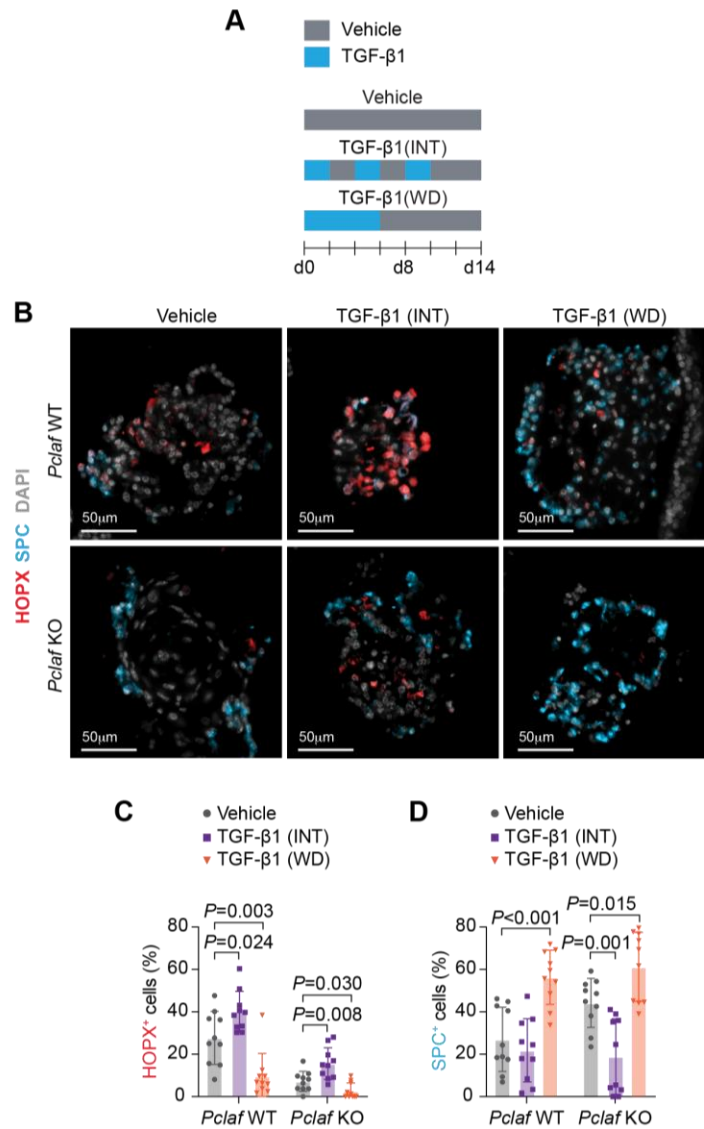 A
Vehicle
TGF-β1
Vehicle
TGF-β1(INT)
TGF-β1(WD)
d0 d8 d14
B
Vehicle TGF-β1 (INT) TGF-β1 (WD)
HOPX SPC DAPI
Pclaf WT
50μm 50μm 50μm
Pclaf KO
50μm 50μm 50μm
C
Vehicle
TGF-β1 (INT)
TGF-β1 (WD)
HOPX+ cells (%)
80
60
40
20
0
P=0.003
P=0.024
P=0.030
P=0.008
Pclaf WT Pclaf KO
D
Vehicle
TGF-β1 (INT)
TGF-β1 (WD)
SPC+ cells (%)
80
60
40
20
0
P<0.001
P=0.015
P=0.001
Pclaf WT Pclaf KO